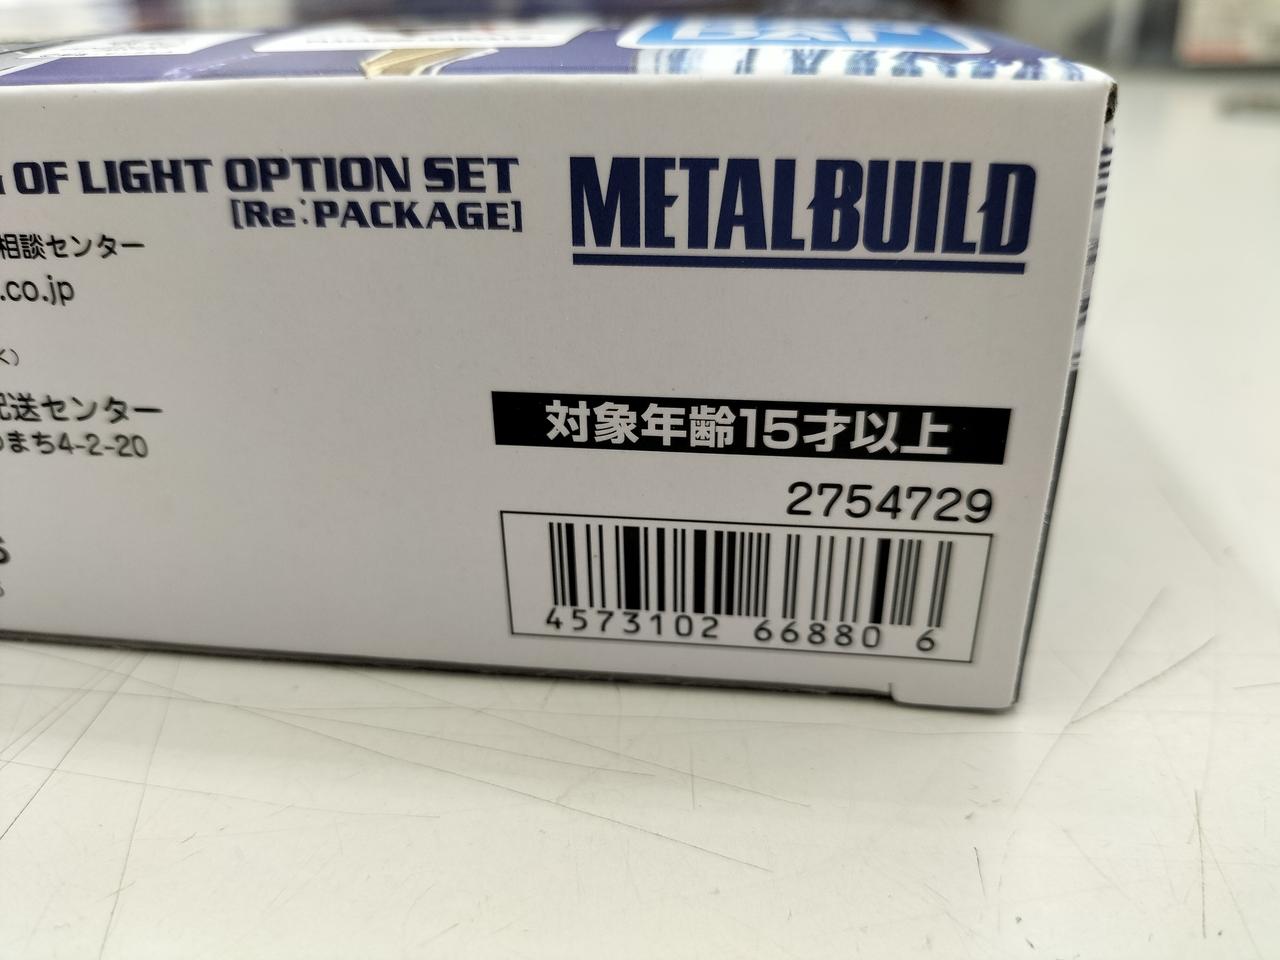 OF LIGHT OPTION SET
[Re:PACKAGE]
METALBUILD
相談センター
.co.jp
配送センター
まち4-2-20
対象年齢15才以上
2754729
4573102 66880 6